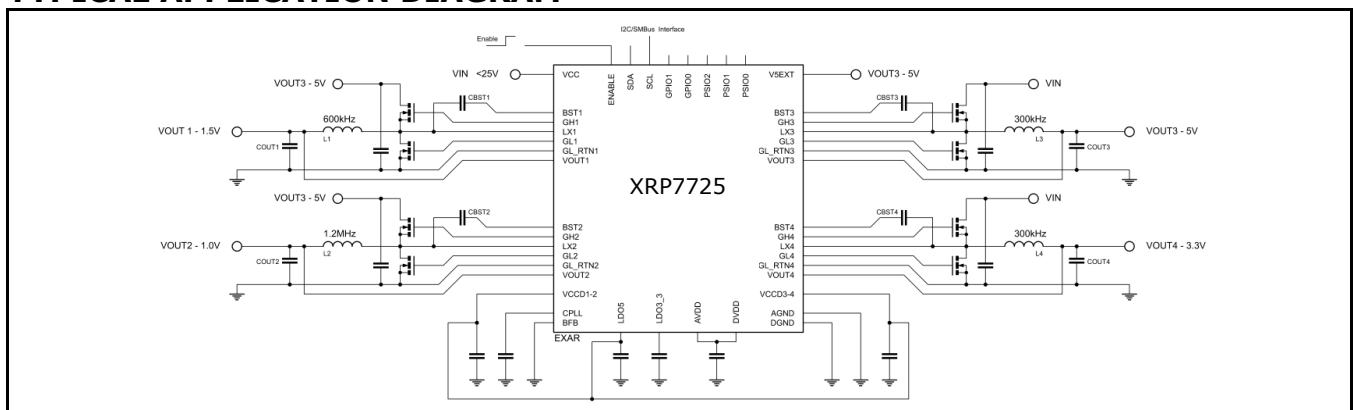 TYPICAL APPLICATION DIAGRAM
I2C/SMBus Interface
Enable
VIN <25V
VCC
ENABLE
SDA
SCL
GPIO1
GPIO0
PSIO2
PSIO1
PSIO0
V5EXT
VOUT3 - 5V
VOUT3 - 5V
CBST1
BST1
GH1
LX1
GL1
GL_RTN1
VOUT1
600kHz
L1
VOUT 1 - 1.5V
COUT1
VIN
CBST3
BST3
GH3
LX3
GL3
GL_RTN3
VOUT3
300kHz
L3
VOUT3 - 5V
COUT3
XRP7725
VOUT3 - 5V
CBST2
BST2
GH2
LX2
GL2
GL_RTN2
VOUT2
1.2MHz
L2
VOUT2 - 1.0V
COUT2
VIN
CBST4
BST4
GH4
LX4
GL4
GL_RTN4
VOUT4
300kHz
L4
VOUT4 - 3.3V
COUT4
VCCD1-2
CPLL
BFB
LDO5
LDO3_3
AVDD
DVDD
VCCD3-4
AGND
DGND
EXAR